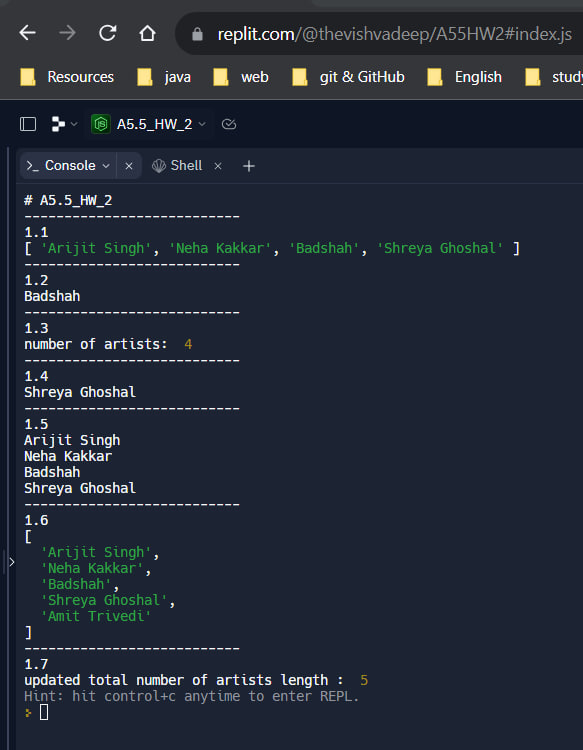 replit.com/@thevishvadeep/A55HW2#index.js
Resources java web git & GitHub English study
JS A5.5_HW_2
>_ Console × Shell × +
# A5.5_HW_2
---------------------------
1.1
[ 'Arijit Singh', 'Neha Kakkar', 'Badshah', 'Shreya Ghoshal' ]
---------------------------
1.2
Badshah
---------------------------
1.3
number of artists:  4
---------------------------
1.4
Shreya Ghoshal
---------------------------
1.5
Arijit Singh
Neha Kakkar
Badshah
Shreya Ghoshal
---------------------------
1.6
[
  'Arijit Singh',
  'Neha Kakkar',
  'Badshah',
  'Shreya Ghoshal',
  'Amit Trivedi'
]
---------------------------
1.7
updated total number of artists length :  5
Hint: hit control+c anytime to enter REPL.